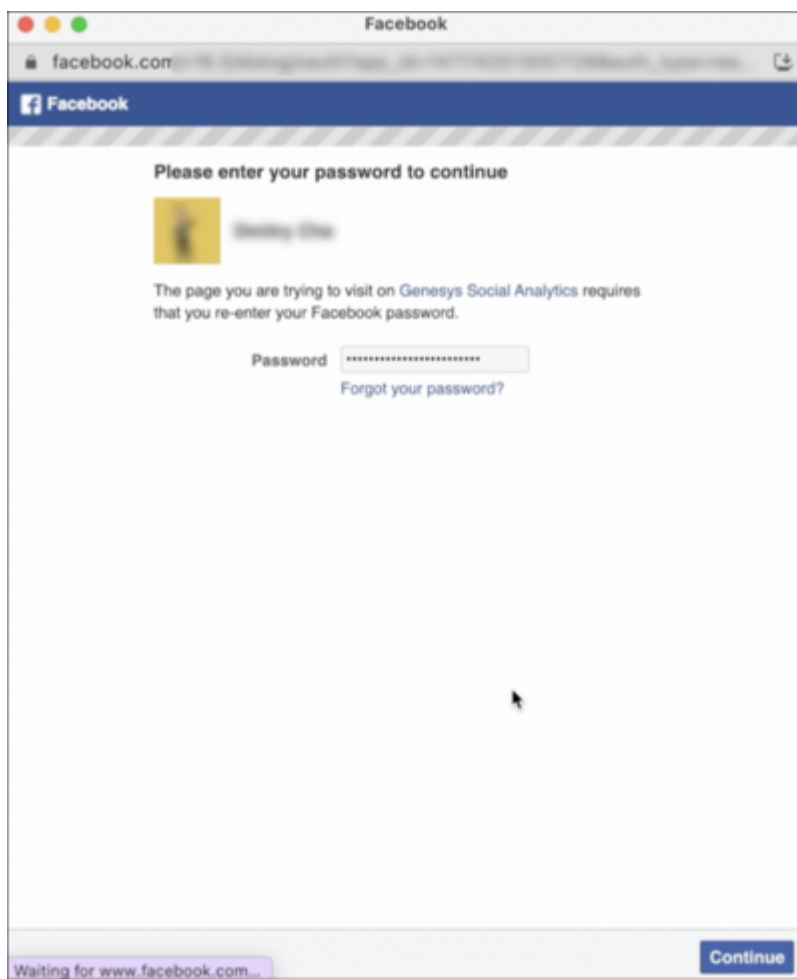 Facebook
facebook.com
Facebook
Please enter your password to continue
The page you are trying to visit on Genesys Social Analytics requires
that you re-enter your Facebook password.
Password
Forgot your password?
Continue
Waiting for www.facebook.com...